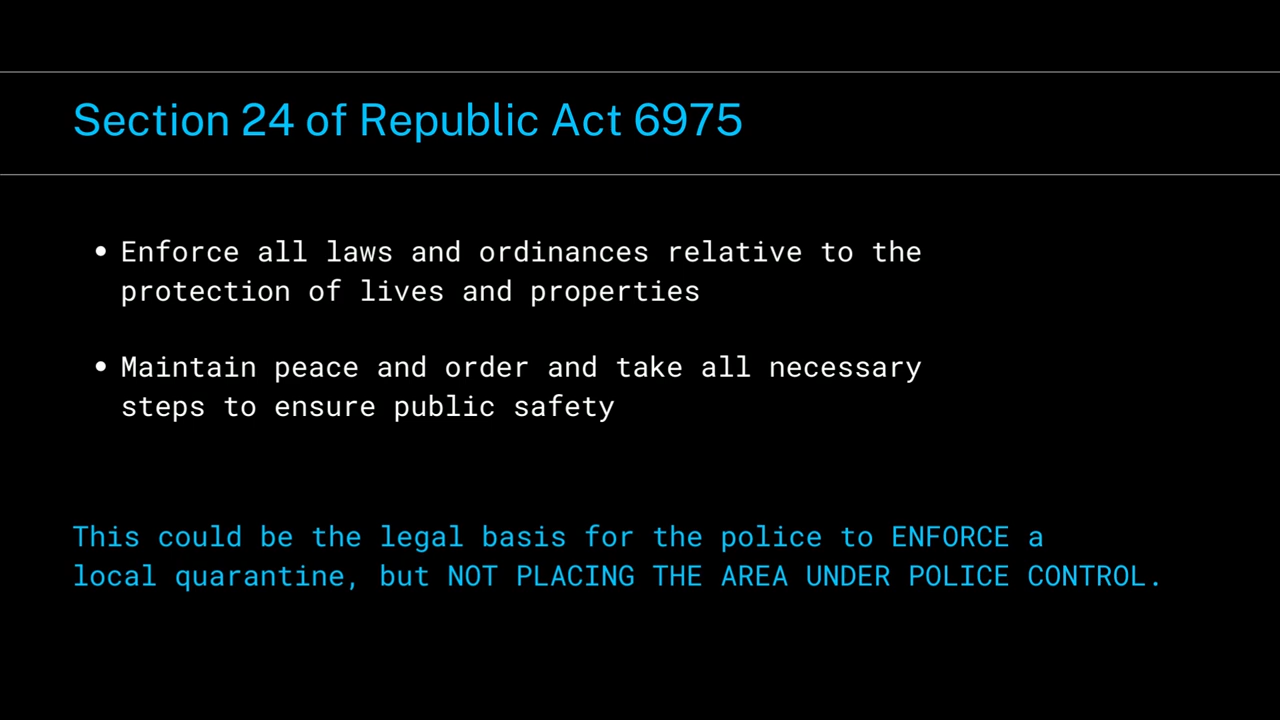 Section 24 of Republic Act 6975
• Enforce all laws and ordinances relative to the
protection of lives and properties
• Maintain peace and order and take all necessary
steps to ensure public safety
This could be the legal basis for the police to ENFORCE a
local quarantine, but NOT PLACING THE AREA UNDER POLICE CONTROL.